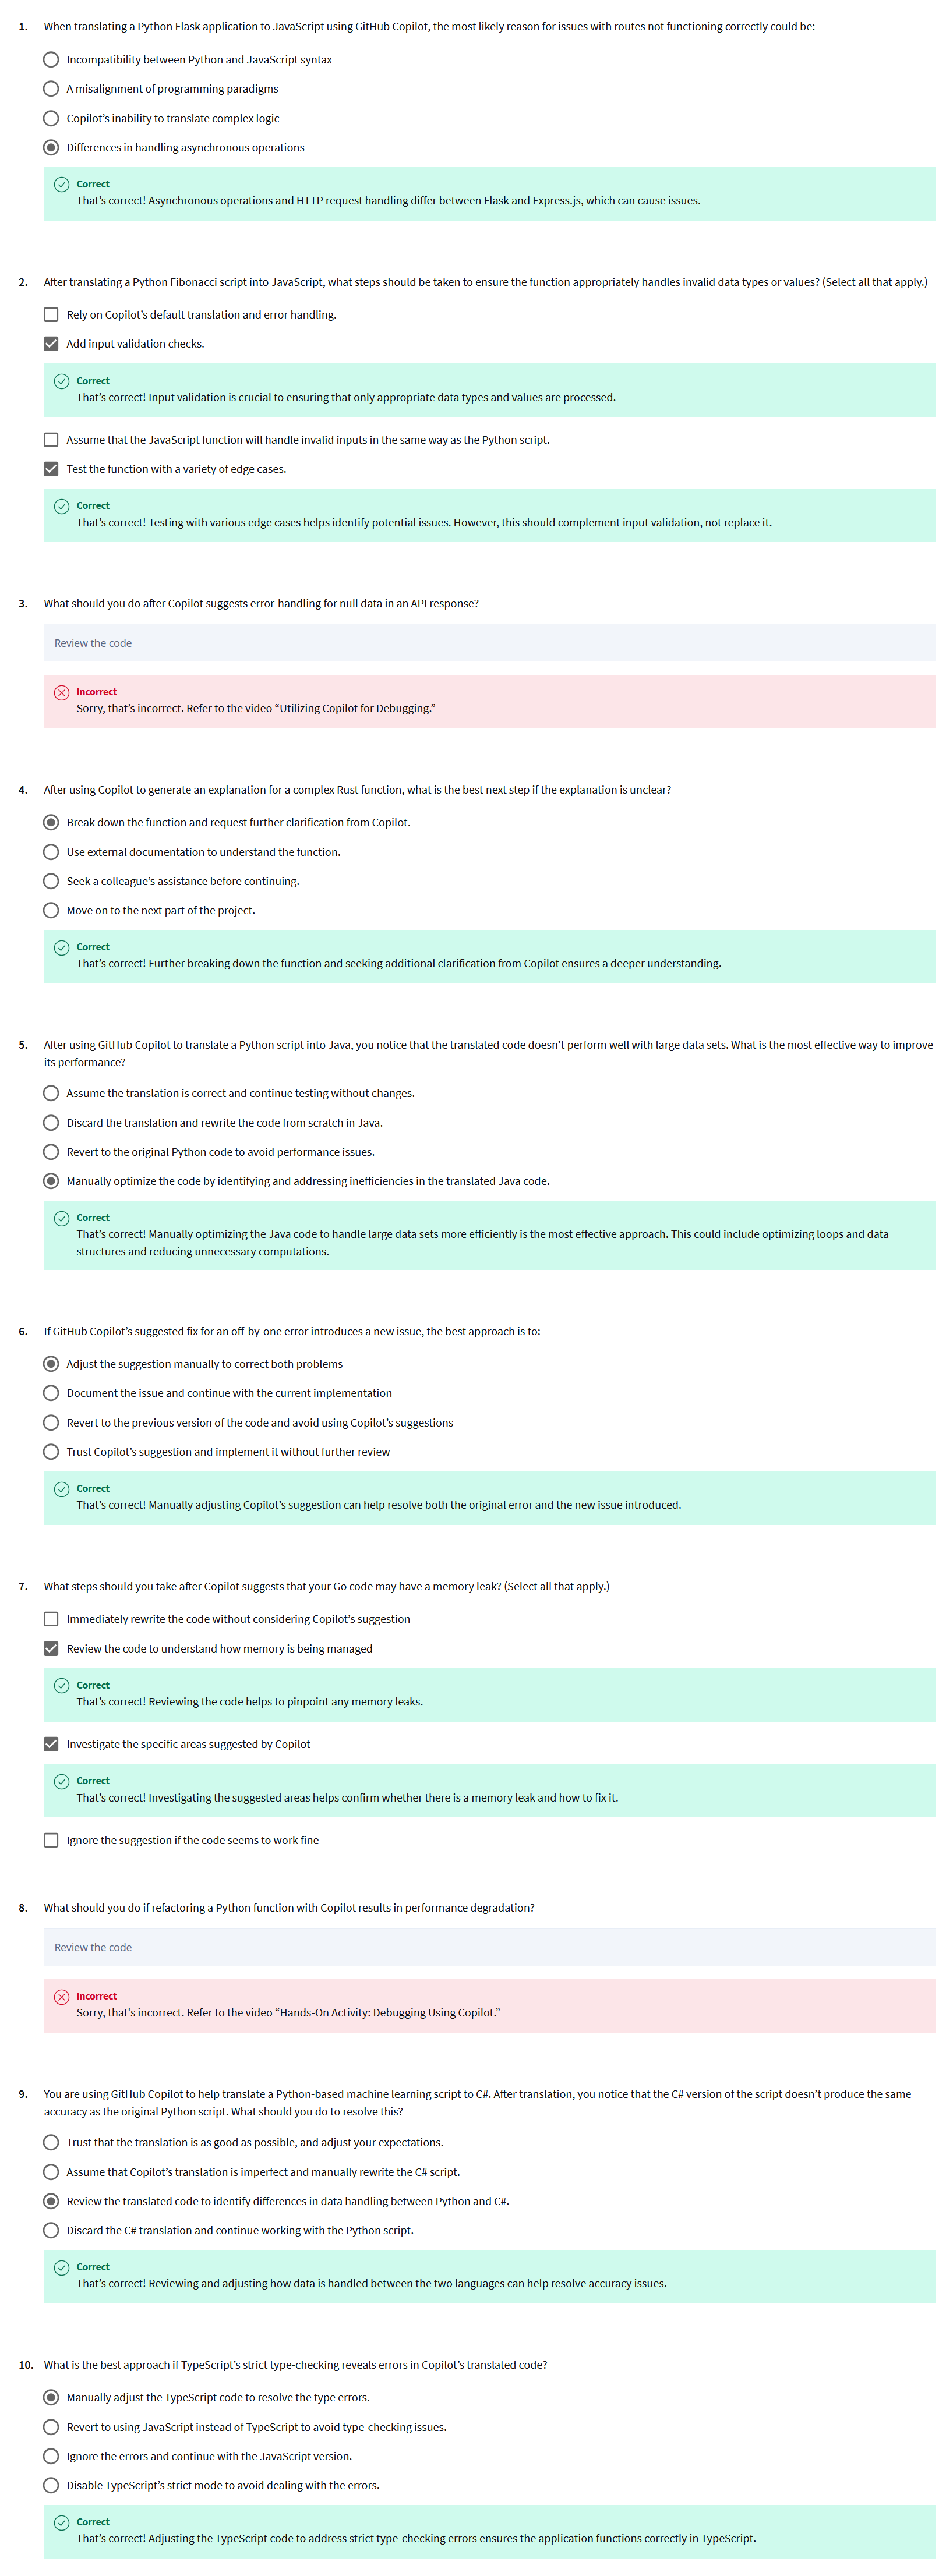 1. When translating a Python Flask application to JavaScript using GitHub Copilot, the most likely reason for issues with routes not functioning correctly could be:
Incompatibility between Python and JavaScript syntax
A misalignment of programming paradigms
Copilot's inability to translate complex logic
Differences in handling asynchronous operations
Correct
That's correct! Asynchronous operations and HTTP request handling differ between Flask and Express.js, which can cause issues.
2. After translating a Python Fibonacci script into JavaScript, what steps should be taken to ensure the function appropriately handles invalid data types or values? (Select all that apply.)
Rely on Copilot's default translation and error handling.
Add input validation checks.
Correct
That's correct! Input validation is crucial to ensuring that only appropriate data types and values are processed.
Assume that the JavaScript function will handle invalid inputs in the same way as the Python script.
Test the function with a variety of edge cases.
Correct
That's correct! Testing with various edge cases helps identify potential issues. However, this should complement input validation, not replace it.
3. What should you do after Copilot suggests error-handling for null data in an API response?
Review the code
Incorrect
Sorry, that's incorrect. Refer to the video “Utilizing Copilot for Debugging.”
4. After using Copilot to generate an explanation for a complex Rust function, what is the best next step if the explanation is unclear?
Break down the function and request further clarification from Copilot.
Use external documentation to understand the function.
Seek a colleague's assistance before continuing.
Move on to the next part of the project.
Correct
That's correct! Further breaking down the function and seeking additional clarification from Copilot ensures a deeper understanding.
5. After using GitHub Copilot to translate a Python script into Java, you notice that the translated code doesn't perform well with large data sets. What is the most effective way to improve
its performance?
Assume the translation is correct and continue testing without changes.
Discard the translation and rewrite the code from scratch in Java.
Revert to the original Python code to avoid performance issues.
Manually optimize the code by identifying and addressing inefficiencies in the translated Java code.
Correct
That's correct! Manually optimizing the Java code to handle large data sets more efficiently is the most effective approach. This could include optimizing loops and data
structures and reducing unnecessary computations.
6. If GitHub Copilot's suggested fix for an off-by-one error introduces a new issue, the best approach is to:
Adjust the suggestion manually to correct both problems
Document the issue and continue with the current implementation
Revert to the previous version of the code and avoid using Copilot's suggestions
Trust Copilot's suggestion and implement it without further review
Correct
That's correct! Manually adjusting Copilot's suggestion can help resolve both the original error and the new issue introduced.
7. What steps should you take after Copilot suggests that your Go code may have a memory leak? (Select all that apply.)
Immediately rewrite the code without considering Copilot's suggestion
Review the code to understand how memory is being managed
Correct
That's correct! Reviewing the code helps to pinpoint any memory leaks.
Investigate the specific areas suggested by Copilot
Correct
That's correct! Investigating the suggested areas helps confirm whether there is a memory leak and how to fix it.
Ignore the suggestion if the code seems to work fine
8. What should you do if refactoring a Python function with Copilot results in performance degradation?
Review the code
Incorrect
Sorry, that's incorrect. Refer to the video “Hands-On Activity: Debugging Using Copilot.”
9. You are using GitHub Copilot to help translate a Python-based machine learning script to C#. After translation, you notice that the C# version of the script doesn't produce the same
accuracy as the original Python script. What should you do to resolve this?
Trust that the translation is as good as possible, and adjust your expectations.
Assume that Copilot's translation is imperfect and manually rewrite the C# script.
Review the translated code to identify differences in data handling between Python and C#.
Discard the C# translation and continue working with the Python script.
Correct
That's correct! Reviewing and adjusting how data is handled between the two languages can help resolve accuracy issues.
10. What is the best approach if TypeScript's strict type-checking reveals errors in Copilot's translated code?
Manually adjust the TypeScript code to resolve the type errors.
Revert to using JavaScript instead of TypeScript to avoid type-checking issues.
Ignore the errors and continue with the JavaScript version.
Disable TypeScript's strict mode to avoid dealing with the errors.
Correct
That's correct! Adjusting the TypeScript code to address strict type-checking errors ensures the application functions correctly in TypeScript.